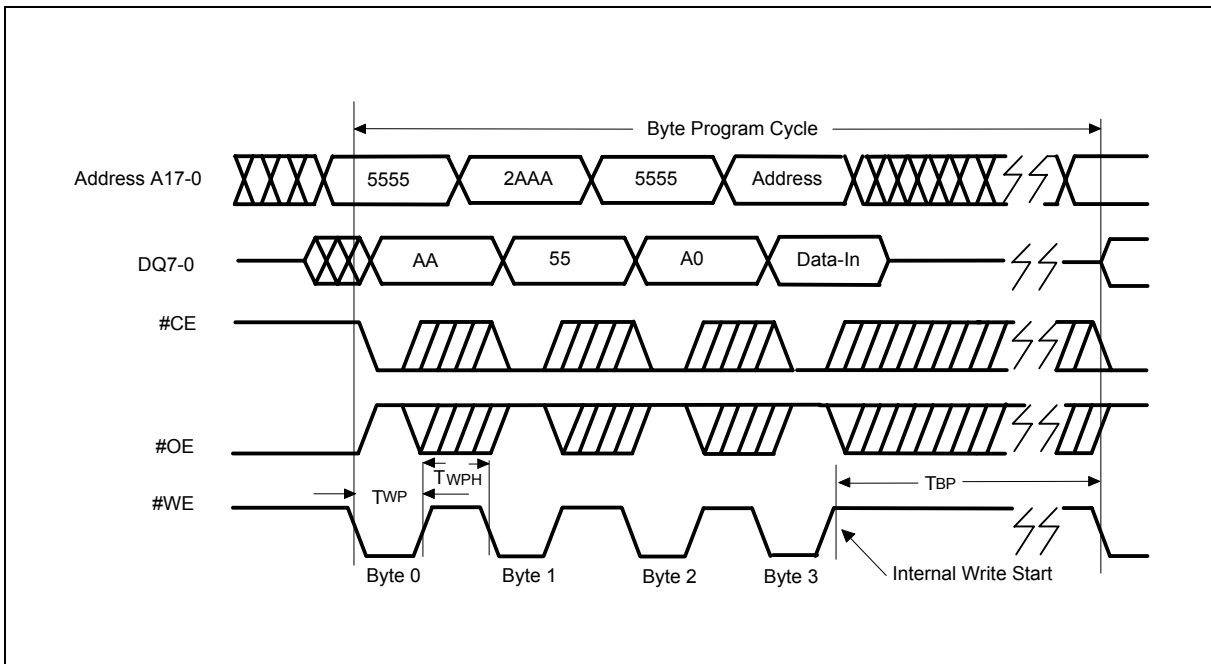 Byte Program Cycle
Address A17-0
5555
2AAA
5555
Address
DQ7-0
AA
55
A0
Data-In
#CE
#OE
TWPH
TWP
TBP
#WE
Byte 0
Byte 1
Byte 2
Byte 3
Internal Write Start